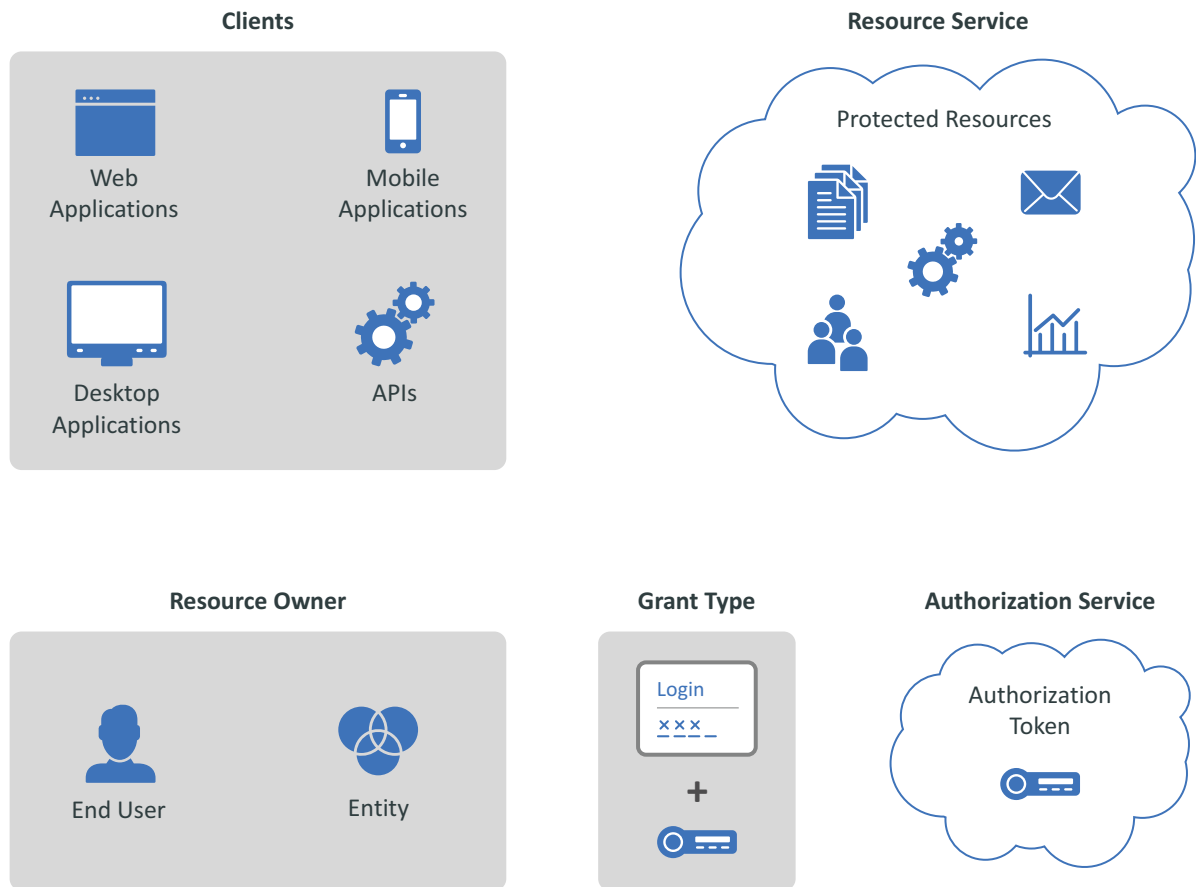 Clients
Resource Service
Web
Applications
Mobile
Applications
Desktop
Applications
APIs
Protected Resources
Resource Owner
Grant Type
Authorization Service
End User
Entity
Login
×××
Authorization
Token